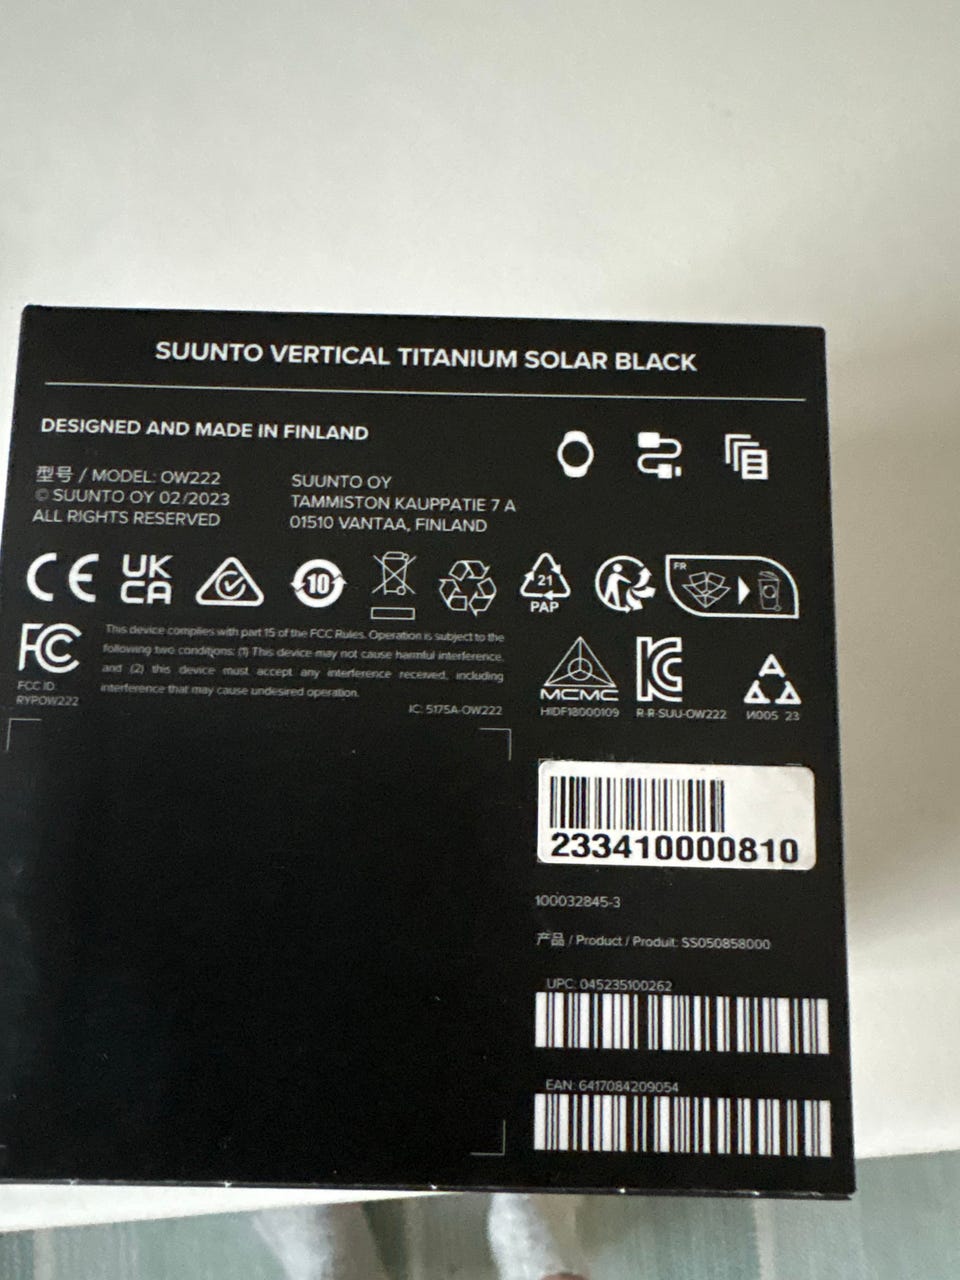 SUUNTO VERTICAL TITANIUM SOLAR BLACK
DESIGNED AND MADE IN FINLAND
型号 / MODEL: OW222
© SUUNTO OY 02/2023
ALL RIGHTS RESERVED
SUUNTO OY
TAMMISTON KAUPPATIE 7 A
01510 VANTAA, FINLAND
CE
UK
CA
10
21
PAP
FR
FC
FCC ID:
RYPOW222
This device complies with part 15 of the FCC Rules. Operation is subject to the
following two conditions: (1) This device may not cause harmful interference,
and (2) this device must accept any interference received, including
interference that may cause undesired operation.
IC: 5175A-OW222
MCMC
HIDF18000109
KC
R-R-SUU-OW222
A
И005 23
233410000810
100032845-3
产品 / Product / Produit: SS050858000
UPC: 045235100262
EAN: 6417084209054